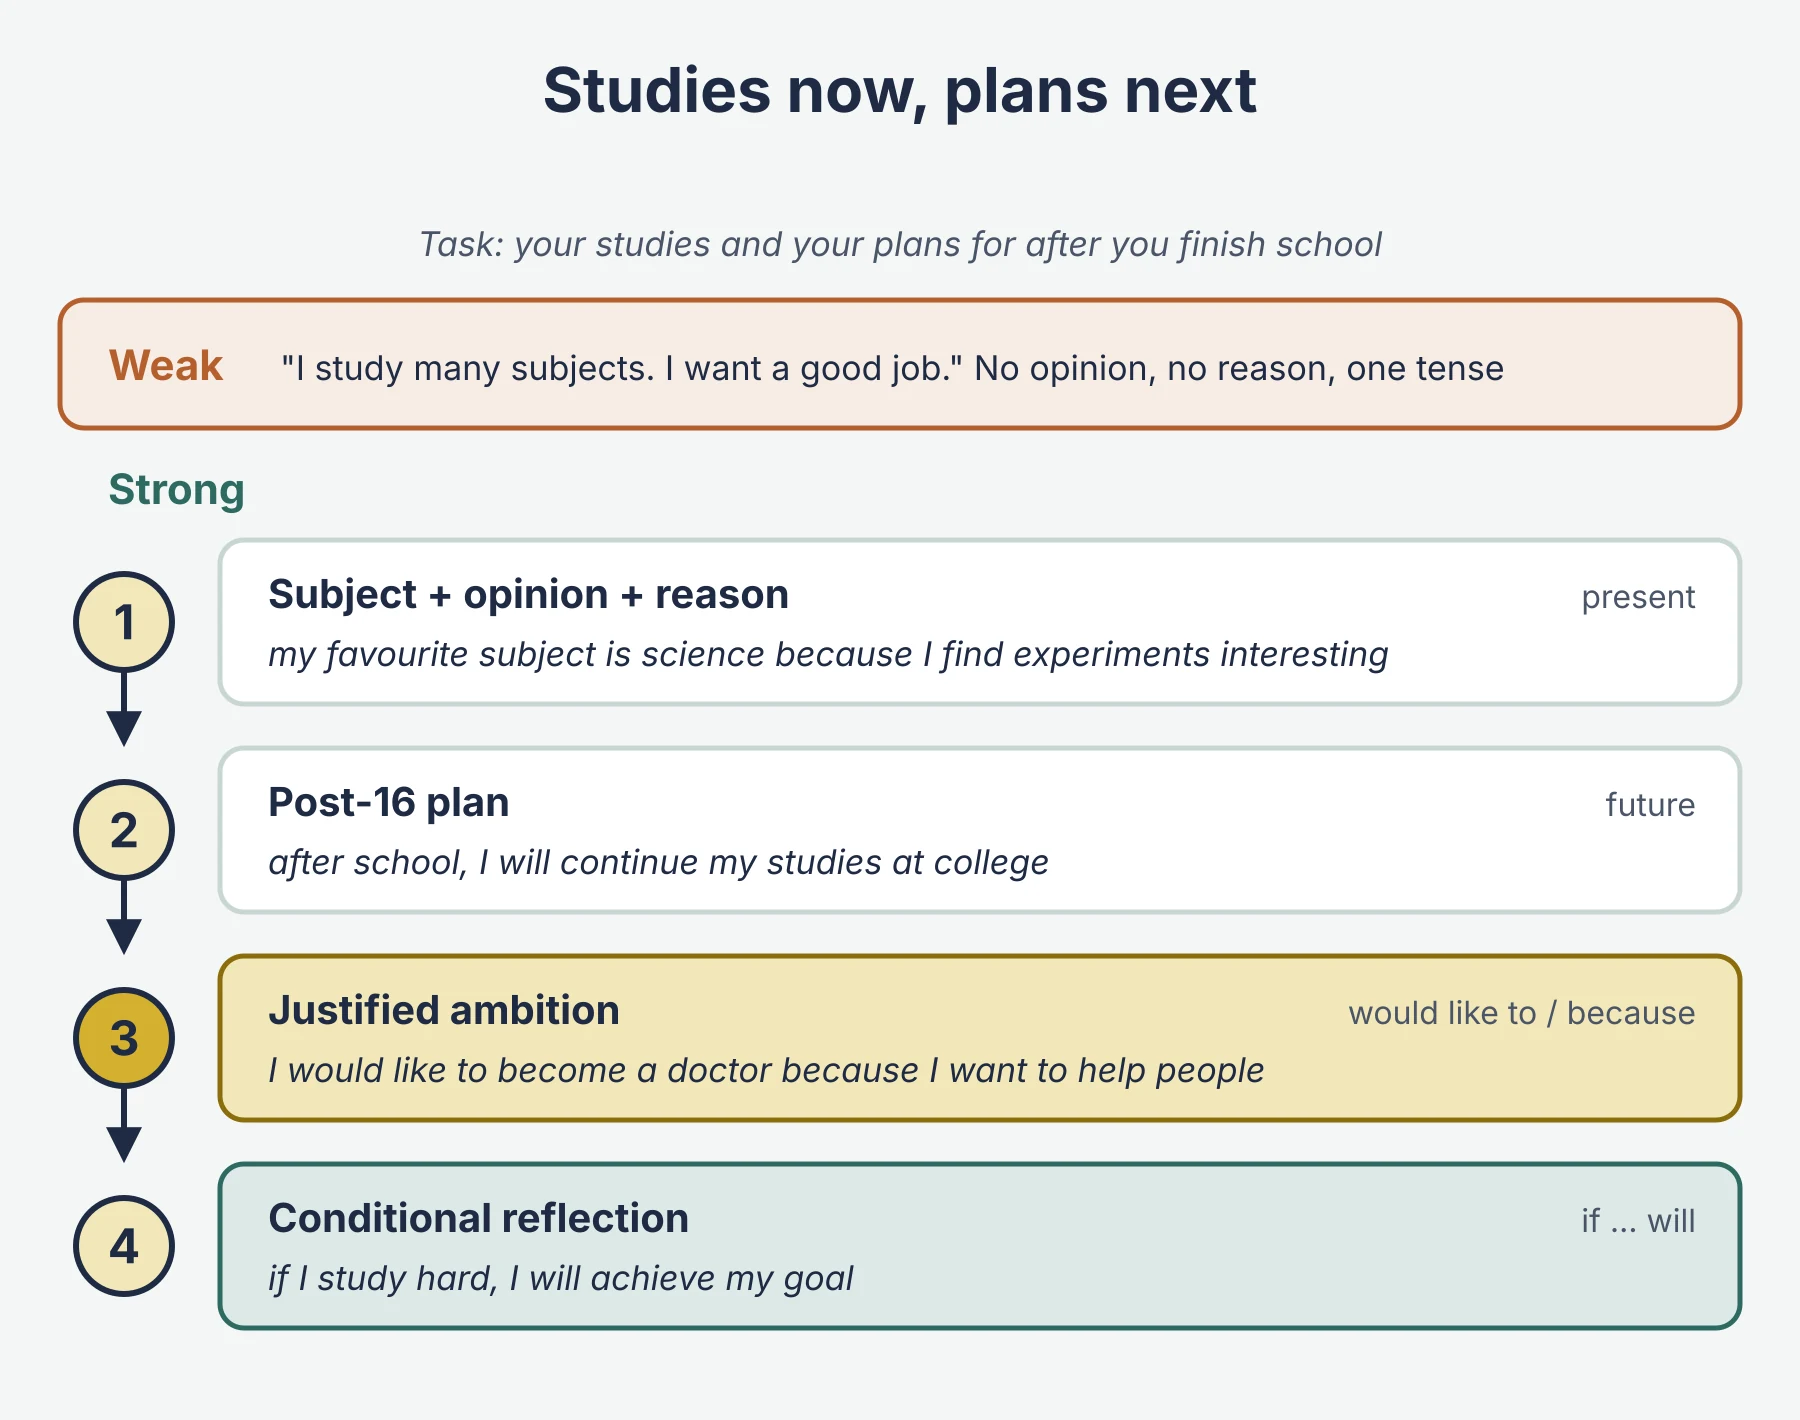 Studies now, plans next
Task: your studies and your plans for after you finish school
Weak "I study many subjects. I want a good job." No opinion, no reason, one tense
Strong
1
Subject + opinion + reason present
my favourite subject is science because I find experiments interesting
2
Post-16 plan future
after school, I will continue my studies at college
3
Justified ambition would like to / because
I would like to become a doctor because I want to help people
4
Conditional reflection if ... will
if I study hard, I will achieve my goal